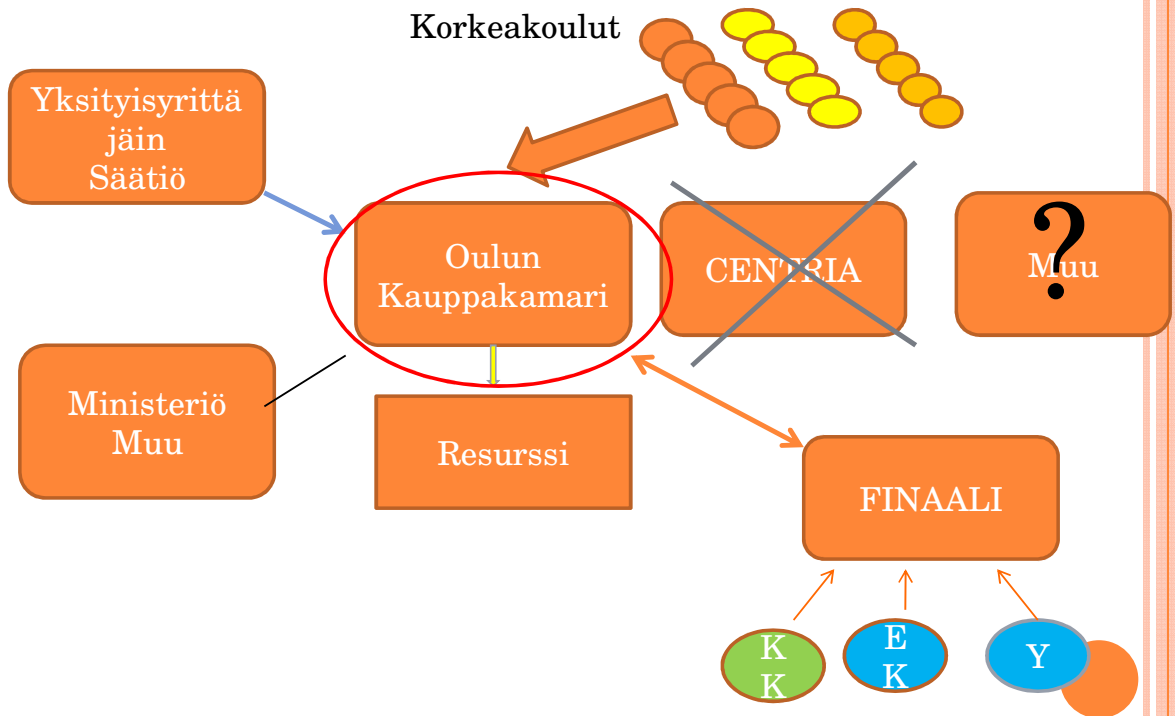 Korkeakoulut
Yksityisyrittä
jäin
Säätiö
Oulun
Kauppakamari
CENTRIA
?
Muu
Ministeriö
Muu
Resurssi
FINAALI
K
K
E
K
Y